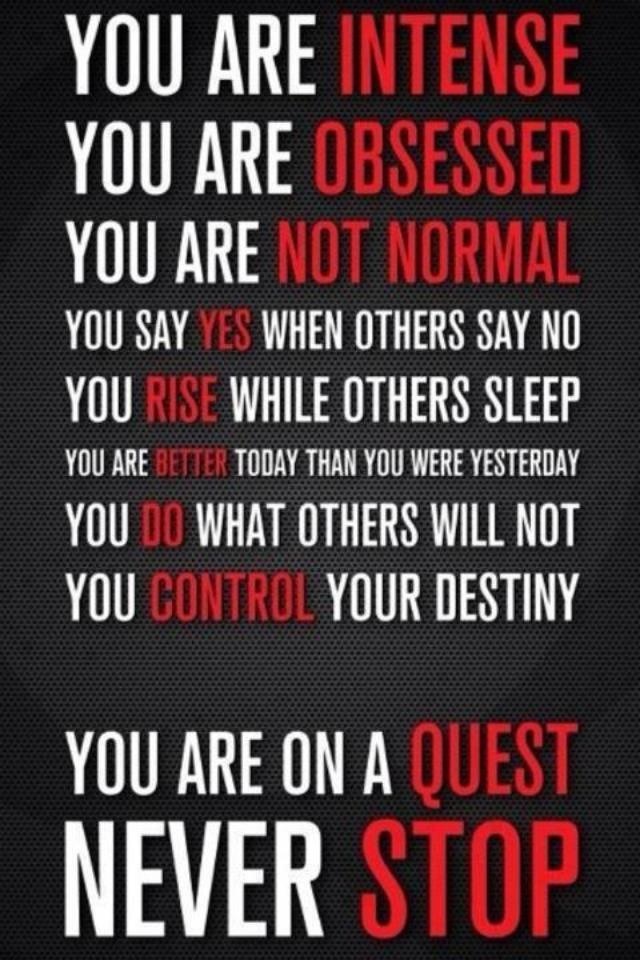 YOU ARE INTENSE
YOU ARE OBSESSED
YOU ARE NOT NORMAL
YOU SAY YES WHEN OTHERS SAY NO
YOU RISE WHILE OTHERS SLEEP
YOU ARE BETTER TODAY THAN YOU WERE YESTERDAY
YOU DO WHAT OTHERS WILL NOT
YOU CONTROL YOUR DESTINY
YOU ARE ON A QUEST
NEVER STOP